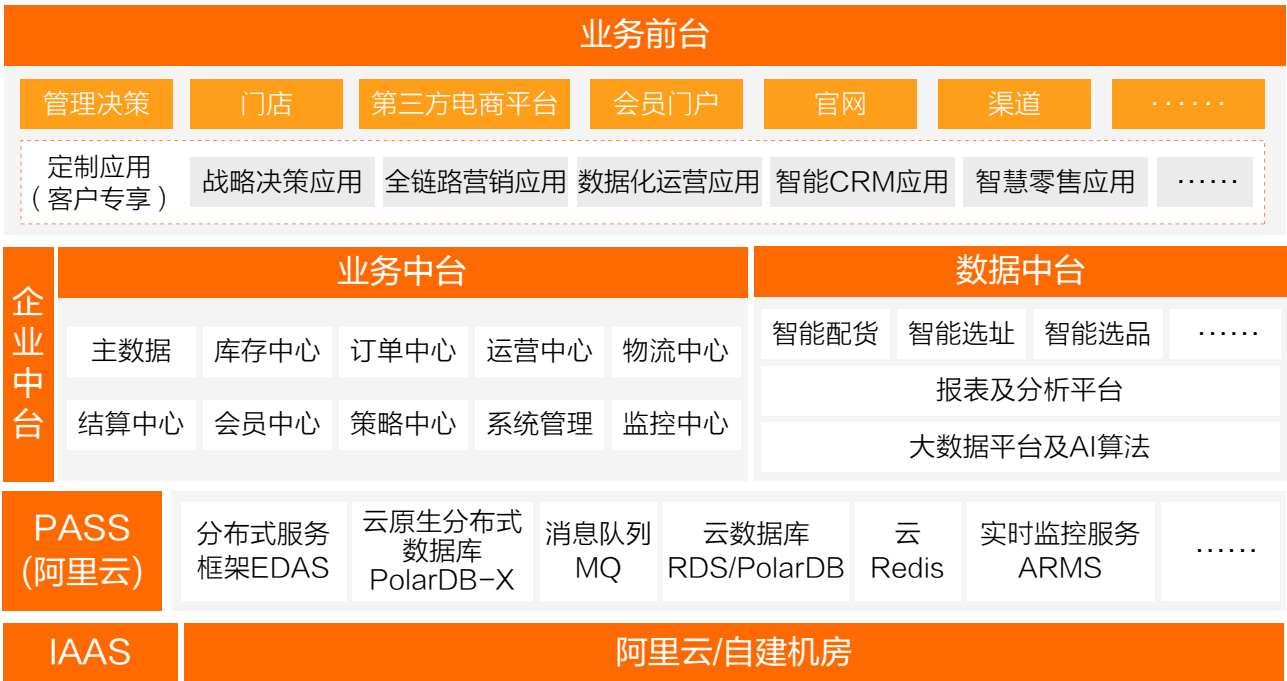 业务前台
管理决策
门店
第三方电商平台
会员门户
官网
渠道
······
定制应用
（客户专享）
战略决策应用
全链路营销应用
数据化运营应用
智能CRM应用
智慧零售应用
······
企业中台
业务中台
主数据
库存中心
订单中心
运营中心
物流中心
结算中心
会员中心
策略中心
系统管理
监控中心
数据中台
智能配货
智能选址
智能选品
······
报表及分析平台
大数据平台及AI算法
PASS
(阿里云)
分布式服务
框架EDAS
云原生分布式
数据库
PolarDB-X
消息队列
MQ
云数据库
RDS/PolarDB
云
Redis
实时监控服务
ARMS
······
IAAS
阿里云/自建机房